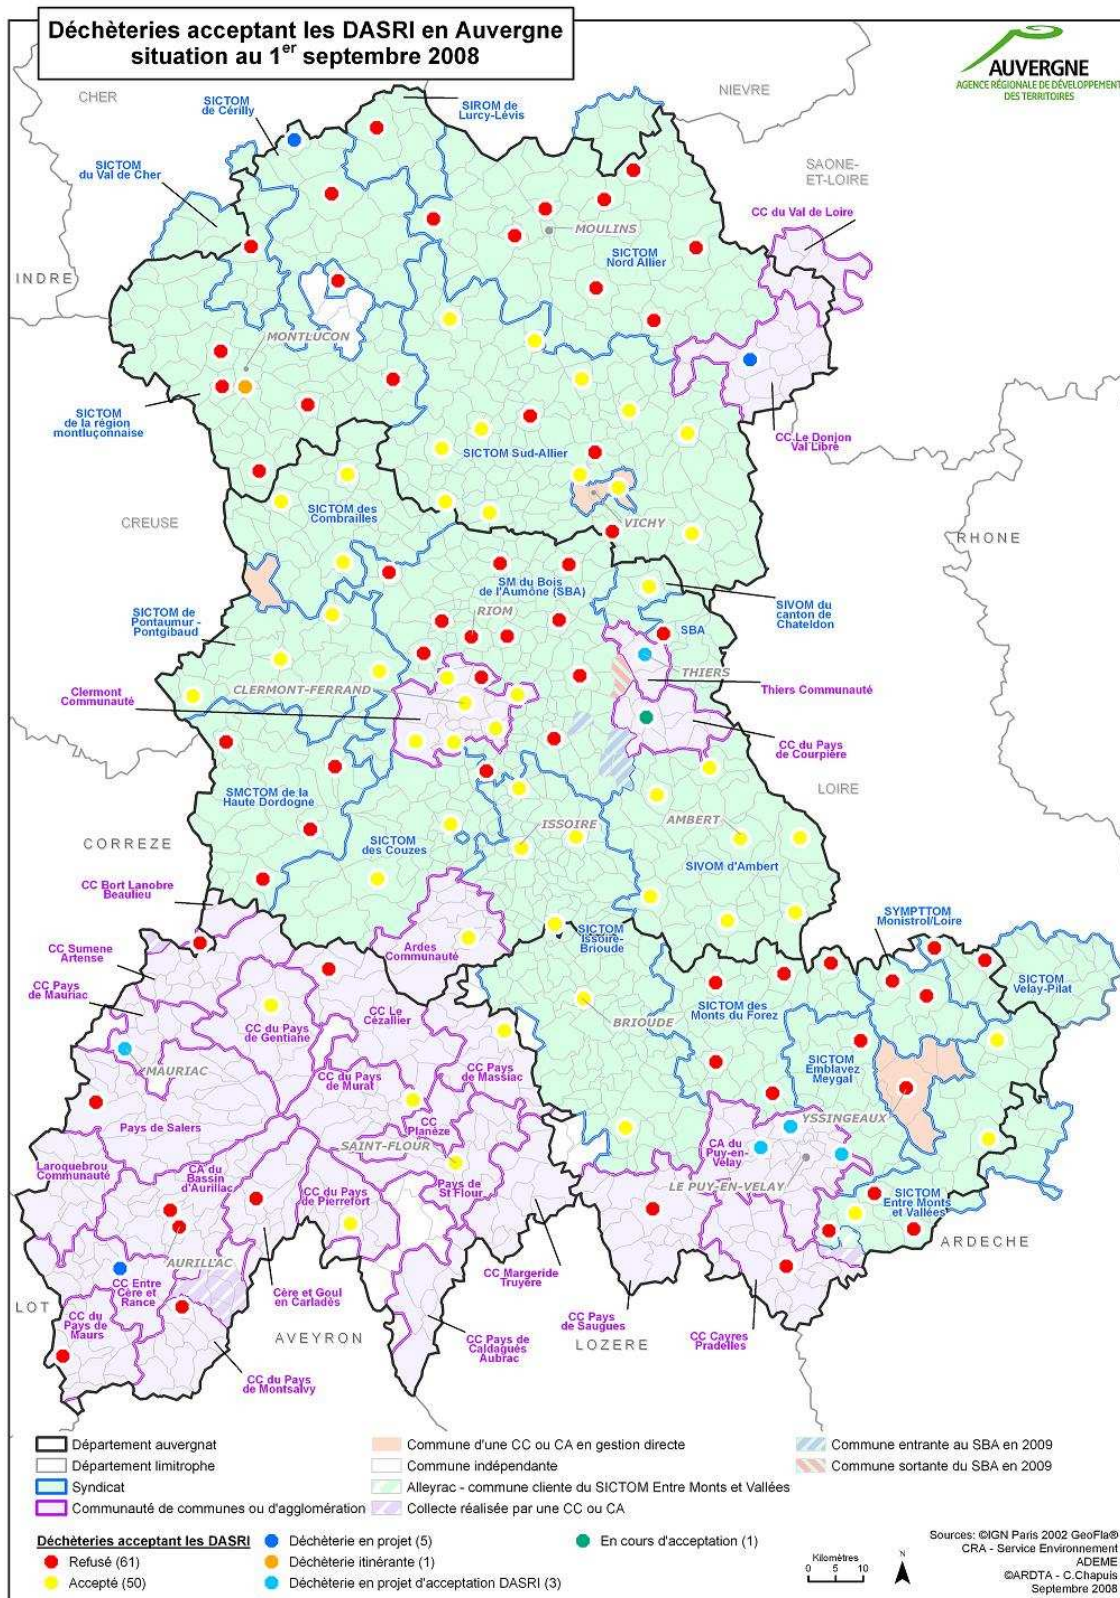 Déchèteries acceptant les DASRI en Auvergne
situation au 1er septembre 2008
AUVERGNE
AGENCE RÉGIONALE DE DÉVELOPPEMENT
DES TERRITOIRES
CHER
NIEVRE
SAONE-
ET-LOIRE
INDRE
CREUSE
RHONE
CORREZE
LOIRE
LOT
AVEYRON
LOZERE
ARDECHE
SICTOM
de Cérilly
SIROM de
Lurcy-Lévis
SICTOM
du Val de Cher
CC du Val de Loire
MOULINS
SICTOM
Nord Allier
MONTLUCON
SICTOM
de la région
montluçonnaise
CC Le Donjon
Val Libre
SICTOM Sud-Allier
VICHY
SICTOM des
Combrailles
SM du Bois
de l'Aumône (SBA)
SIVOM du
canton de
Chateldon
SICTOM de
Pontaumur -
Pontgibaud
RIOM
SBA
THIERS
Clermont
Communauté
CLERMONT-FERRAND
Thiers Communauté
CC du Pays
de Courpière
SMCTOM de la
Haute Dordogne
ISSOIRE
AMBERT
SICTOM
des Couzes
SIVOM d'Ambert
CC Bort Lanobre
Beaulieu
SICTOM
Issoire-
Brioude
SYMPTTOM
Monistrol/Loire
CC Sumene
Artense
Ardes
Communauté
SICTOM
Velay-Pilat
CC Pays
de Mauriac
CC Le
Cézallier
SICTOM des
Monts du Forez
CC du Pays
de Gentiane
BRIOUDE
MAURIAC
CC du Pays
de Murat
CC Pays
de Massiac
SICTOM
Emblavez
Meygal
Pays de Salers
CC
Planèze
SAINT-FLOUR
YSSINGEAUX
CA du
Puy-en-
Velay
Laroquebrou
Communauté
CA du
Bassin
d'Aurillac
CC du Pays
de Pierrefort
Pays de
St Flour
LE PUY-EN-VELAY
SICTOM
Entre Monts
et Vallées
AURILLAC
CC Entre
Cère et
Rance
Cère et Goul
en Carladès
CC Margeride
Truyère
CC du
Pays de
Maurs
CC Pays
de Saugues
CC Cayres
Pradelles
CC Pays de
Caldagués
Aubrac
CC du Pays
de Montsalvy
Département auvergnat
Département limitrophe
Syndicat
Communauté de communes ou d'agglomération
Commune d'une CC ou CA en gestion directe
Commune indépendante
Alleyrac - commune cliente du SICTOM Entre Monts et Vallées
Collecte réalisée par une CC ou CA
Commune entrante au SBA en 2009
Commune sortante du SBA en 2009
Déchèteries acceptant les DASRI
Refusé (61)
Accepté (50)
Déchèterie en projet (5)
Déchèterie itinérante (1)
Déchèterie en projet d'acceptation DASRI (3)
En cours d'acceptation (1)
Kilomètres
0 5 10
N
Sources: ©IGN Paris 2002 GeoFla®
CRA - Service Environnement
ADEME
©ARDTA - C.Chapuis
Septembre 2008